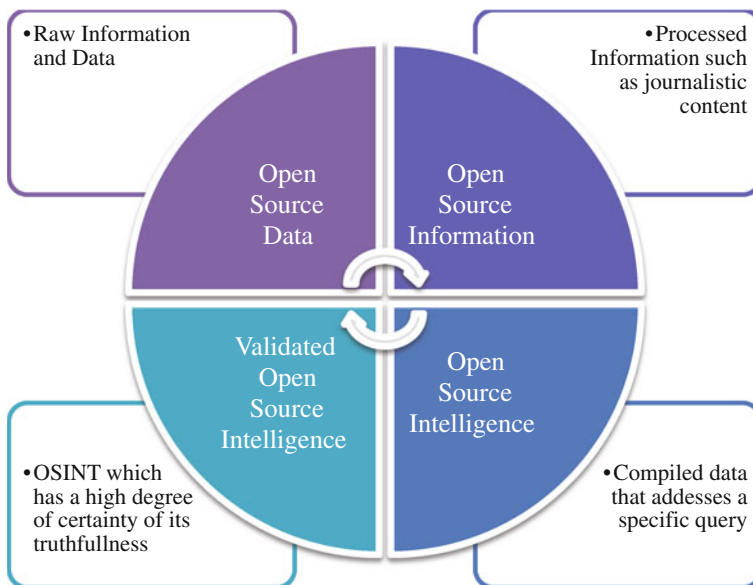 •Raw Information
and Data
•Processed
Information such
as journalistic
content
Open
Source
Data
Open
Source
Information
Validated
Open
Source
Intelligence
Open
Source
Intelligence
•OSINT which
has a high degree
of certainty of its
truthfullness
•Compiled data
that addesses a
specific query